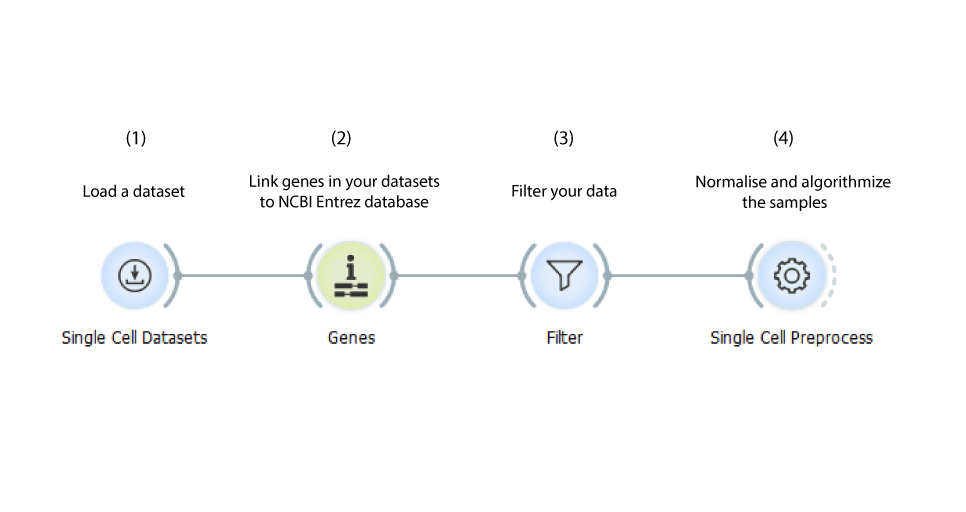 (1)
(2)
(3)
(4)
Load a dataset
Link genes in your datasets
to NCBI Entrez database
Filter your data
Normalise and algorithmize
the samples
Single Cell Datasets
Genes
Filter
Single Cell Preprocess